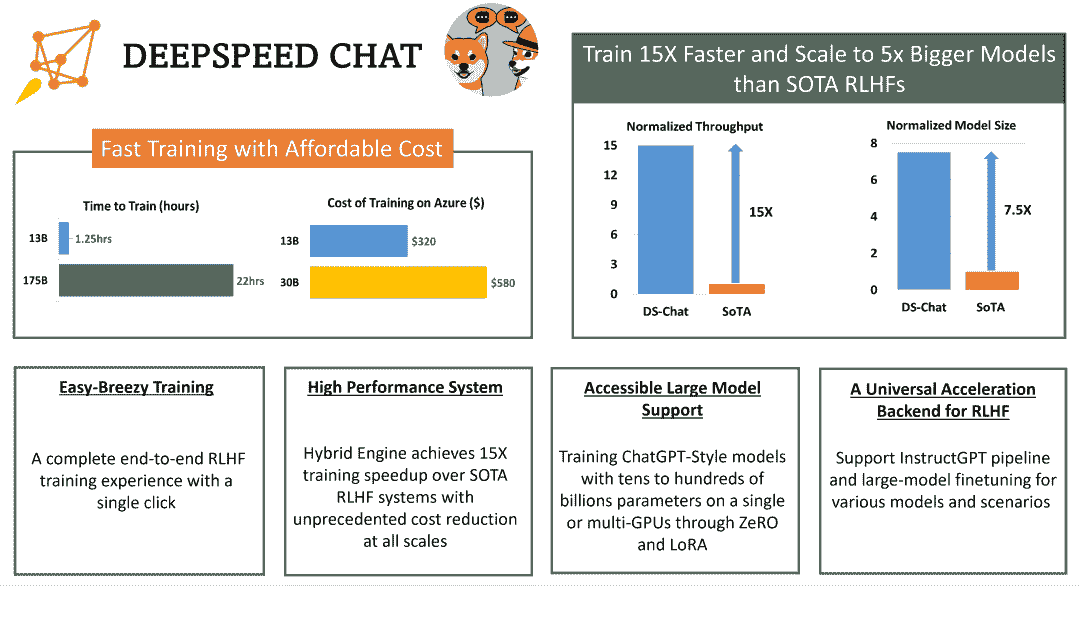 DEEPSPEED CHAT
Fast Training with Affordable Cost
Time to Train (hours)
13B
1.25hrs
175B
22hrs
Cost of Training on Azure ($)
13B
$320
30B
$580
Train 15X Faster and Scale to 5x Bigger Models
than SOTA RLHFs
Normalized Throughput
15
12
9
6
3
0
15X
DS-Chat
SoTA
Normalized Model Size
8
6
4
2
0
7.5X
DS-Chat
SoTA
Easy-Breezy Training
A complete end-to-end RLHF
training experience with a
single click
High Performance System
Hybrid Engine achieves 15X
training speedup over SOTA
RLHF systems with
unprecedented cost reduction
at all scales
Accessible Large Model
Support
Training ChatGPT-Style models
with tens to hundreds of
billions parameters on a single
or multi-GPUs through ZeRO
and LoRA
A Universal Acceleration
Backend for RLHF
Support InstructGPT pipeline
and large-model finetuning for
various models and scenarios